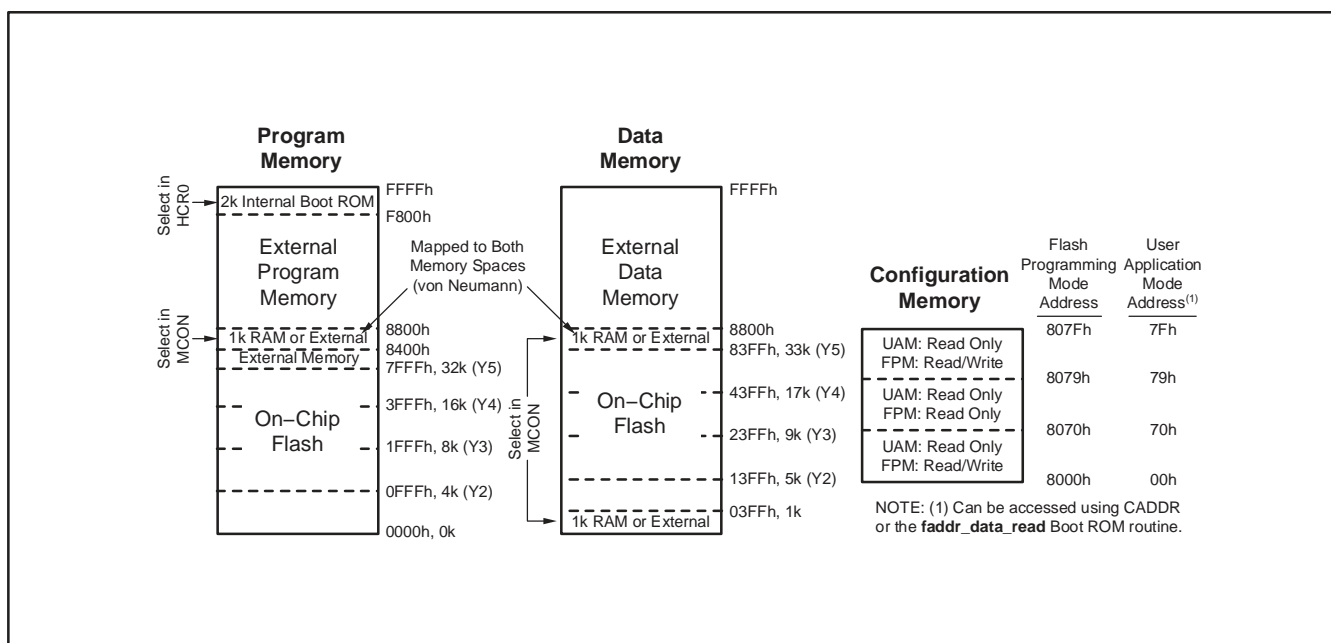 Program
Memory
Select in
HCR0
2k Internal Boot ROM
FFFFh
F800h
External
Program
Memory
Mapped to Both
Memory Spaces
(von Neumann)
Select in
MCON
8800h
1k RAM or External
8400h
External Memory
7FFFh, 32k (Y5)
3FFFh, 16k (Y4)
On−Chip
Flash
1FFFh, 8k (Y3)
0FFFh, 4k (Y2)
0000h, 0k
Data
Memory
FFFFh
External
Data
Memory
8800h
1k RAM or External
83FFh, 33k (Y5)
Select in
MCON
43FFh, 17k (Y4)
On−Chip
Flash
23FFh, 9k (Y3)
13FFh, 5k (Y2)
03FFh, 1k
1k RAM or External
Configuration
Memory
Flash
Programming
Mode
Address
User
Application
Mode
Address(1)
807Fh 7Fh
UAM: Read Only
FPM: Read/Write
8079h 79h
UAM: Read Only
FPM: Read Only
8070h 70h
UAM: Read Only
FPM: Read/Write
8000h 00h
NOTE: (1) Can be accessed using CADDR
or the faddr_data_read Boot ROM routine.